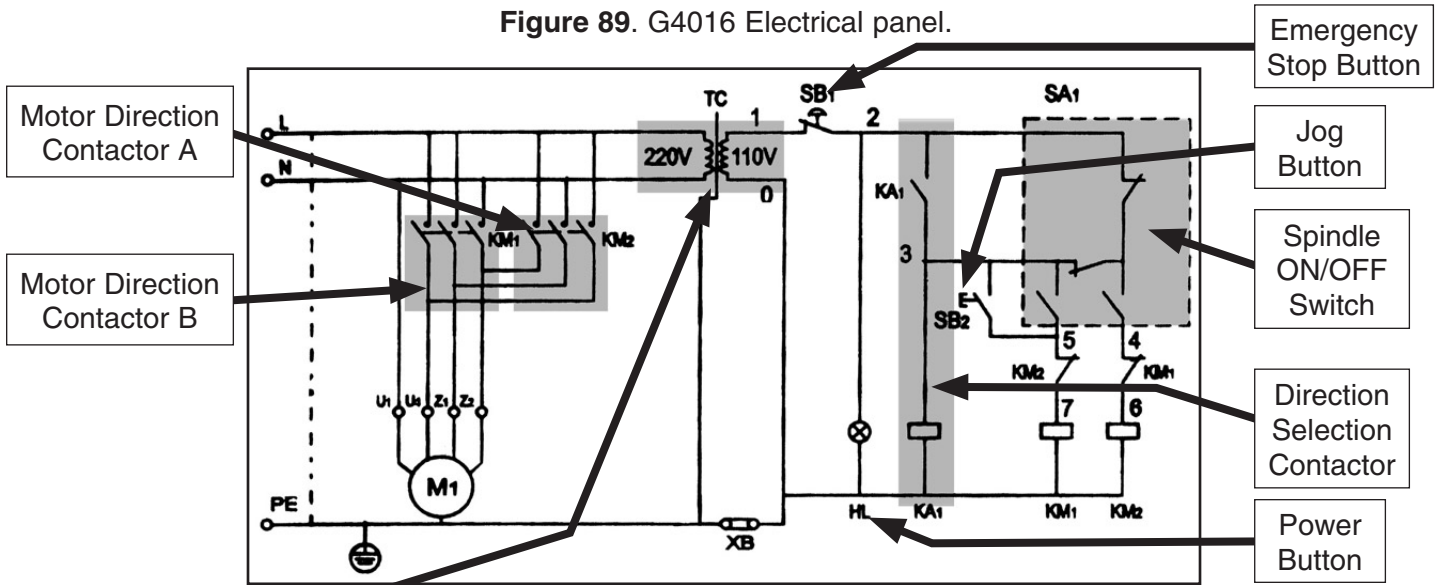 Figure 89. G4016 Electrical panel.
Emergency
Stop Button
Motor Direction
Contactor A
Jog
Button
Motor Direction
Contactor B
Spindle
ON/OFF
Switch
Direction
Selection
Contactor
Power
Button
L
N
PE
TC
SB1
SA1
1
2
220V
110V
0
KA1
KM1
KM2
3
SB2
5
4
KM2
KM1
7
6
U1
U4
Z1
Z2
M1
XB
HL
KA1
KM1
KM2